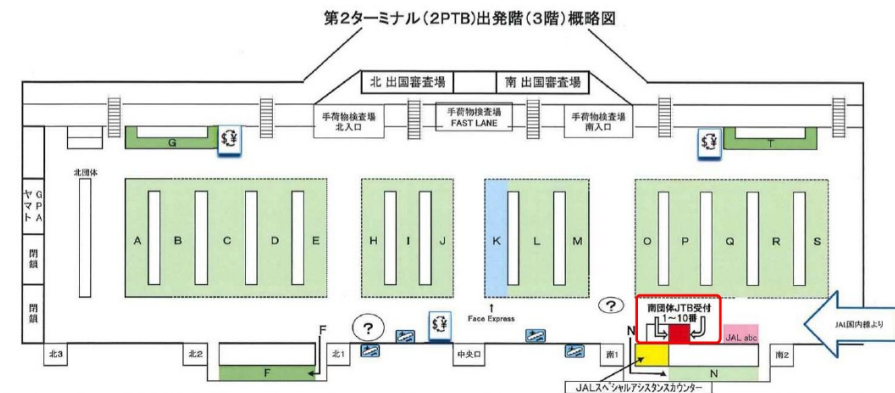 第2ターミナル(2PTB)出発階(3階)概略図
北 出国審査場
南 出国審査場
手荷物検査場
北入口
手荷物検査場
FAST LANE
手荷物検査場
南入口
G
T
北団体
GPA
ヤマト
閉鎖
閉鎖
A
B
C
D
E
H
I
J
K
L
M
O
P
Q
R
S
Face Express
?
?
南団体JTB受付
1～10番
JAL国内線より
JAL abc
F
N
北3
北2
北1
中央口
南1
南2
F
N
JALスペシャルアシスタンスカウンター